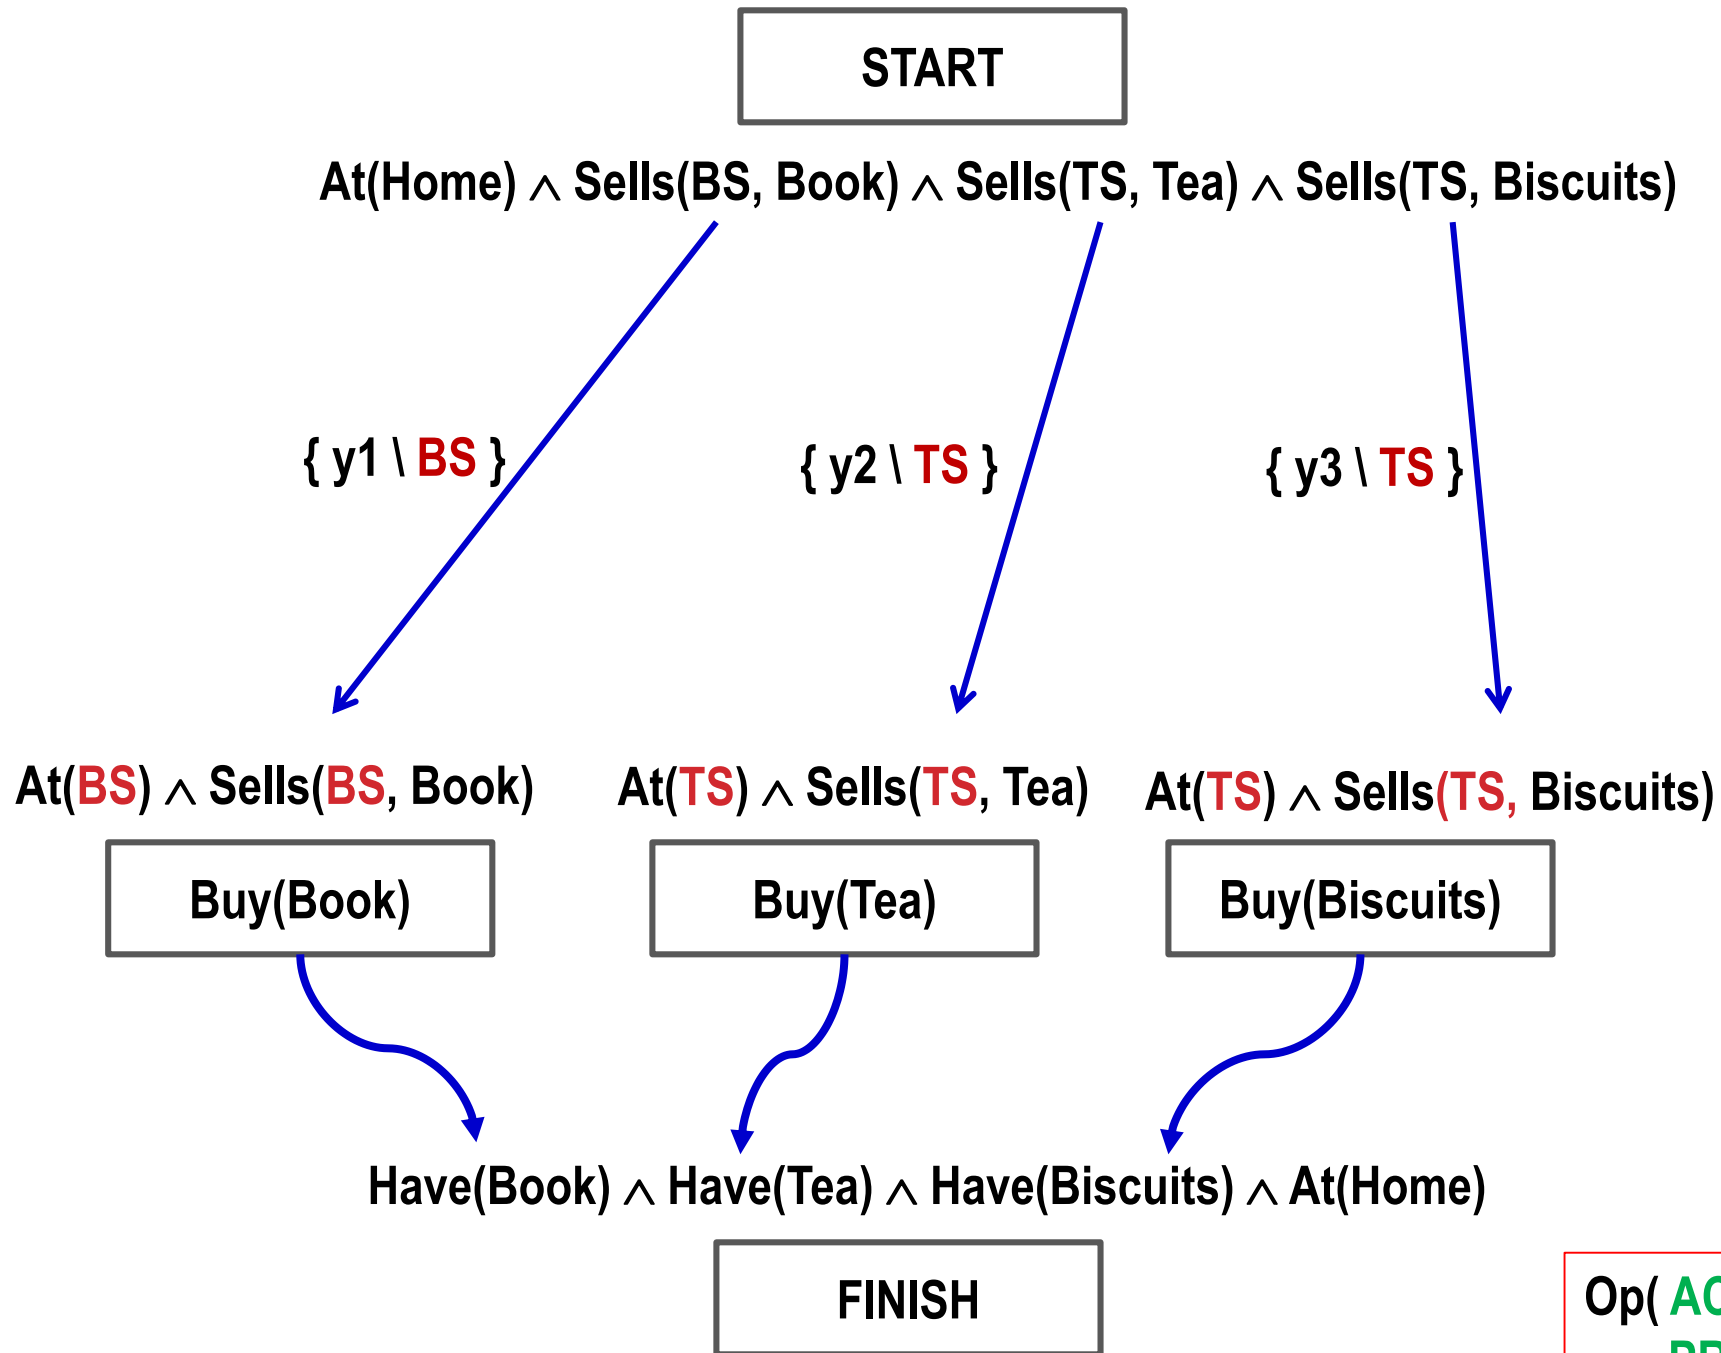 START
At(Home) ∧ Sells(BS, Book) ∧ Sells(TS, Tea) ∧ Sells(TS, Biscuits)
{ y1 \ BS }
{ y2 \ TS }
{ y3 \ TS }
At(BS) ∧ Sells(BS, Book)
At(TS) ∧ Sells(TS, Tea)
At(TS) ∧ Sells(TS, Biscuits)
Buy(Book)
Buy(Tea)
Buy(Biscuits)
Have(Book) ∧ Have(Tea) ∧ Have(Biscuits) ∧ At(Home)
FINISH
Op(